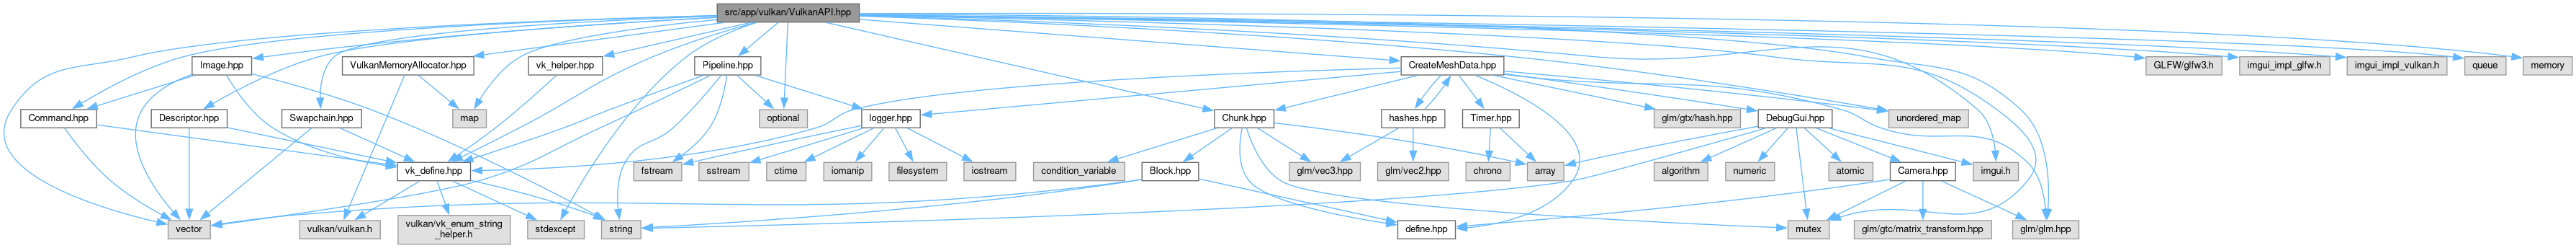 src/app/vulkan/VulkanAPI.hpp
Image.hpp
VulkanMemoryAllocator.hpp
vk_helper.hpp
Pipeline.hpp
CreateMeshData.hpp
GLFW/glfw3.h
imgui_impl_glfw.h
imgui_impl_vulkan.h
queue
memory
Command.hpp
Descriptor.hpp
Swapchain.hpp
map
optional
logger.hpp
Chunk.hpp
hashes.hpp
Timer.hpp
glm/gtx/hash.hpp
DebugGui.hpp
unordered_map
vk_define.hpp
fstream
sstream
ctime
iomanip
filesystem
iostream
condition_variable
Block.hpp
glm/vec3.hpp
glm/vec2.hpp
chrono
array
algorithm
numeric
atomic
Camera.hpp
imgui.h
vector
vulkan/vulkan.h
vulkan/vk_enum_string
_helper.h
stdexcept
string
define.hpp
mutex
glm/gtc/matrix_transform.hpp
glm/glm.hpp